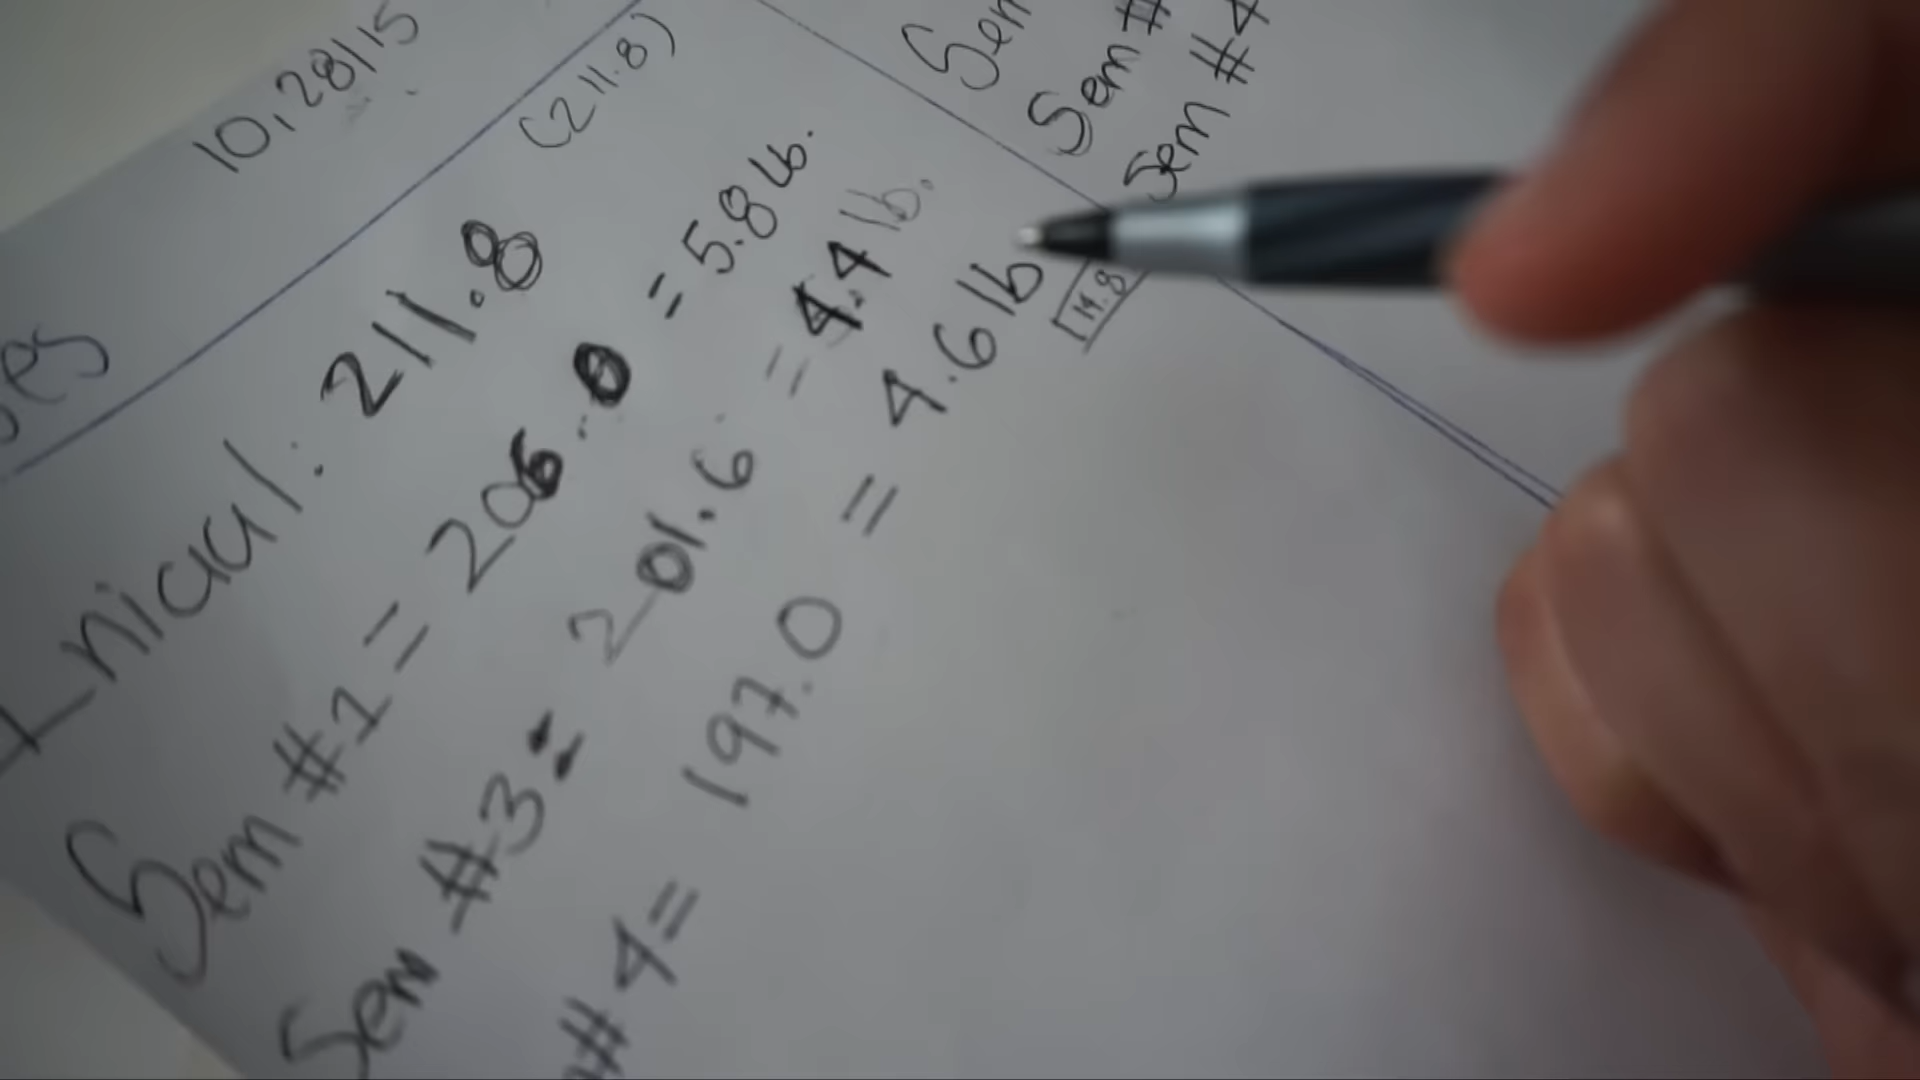 10,28/15
(211.8)
Inicial: 211.8
Sem #1 = 206.0 = 5.8 lb.
Sem #3 = 201.6 = 4.4 lb.
# 4 = 197.0 = 4.6 lb
14.8
Sem #
Sem #4